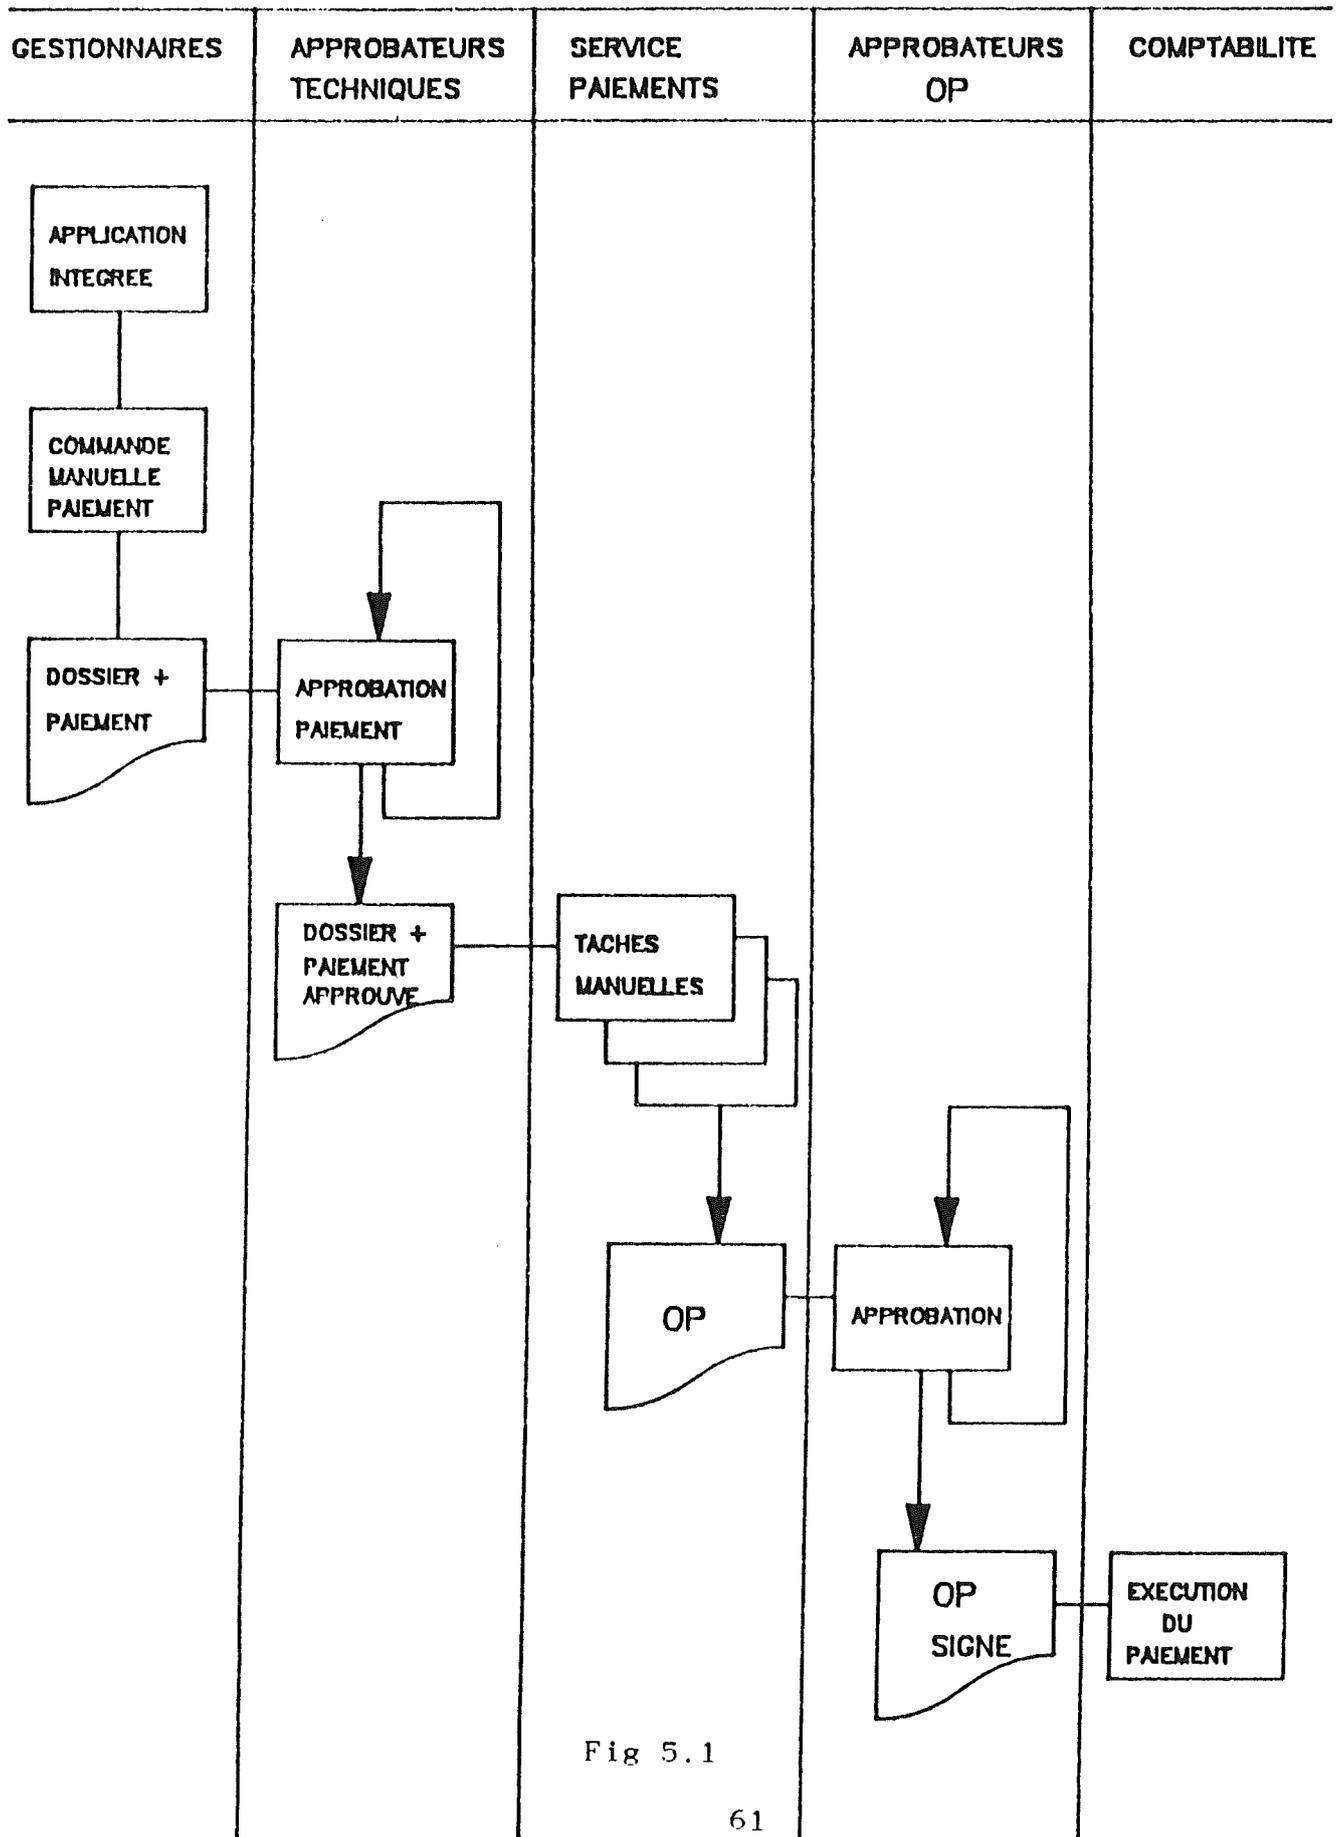 GESTIONNAIRES
APPROBATEURS
TECHNIQUES
SERVICE
PAIEMENTS
APPROBATEURS
OP
COMPTABILITE
APPLICATION
INTEGREE
COMMANDE
MANUELLE
PAIEMENT
DOSSIER +
PAIEMENT
APPROBATION
PAIEMENT
DOSSIER +
PAIEMENT
APPROUVE
TACHES
MANUELLES
OP
APPROBATION
OP
SIGNE
EXECUTION
DU
PAIEMENT
Fig 5.1
61